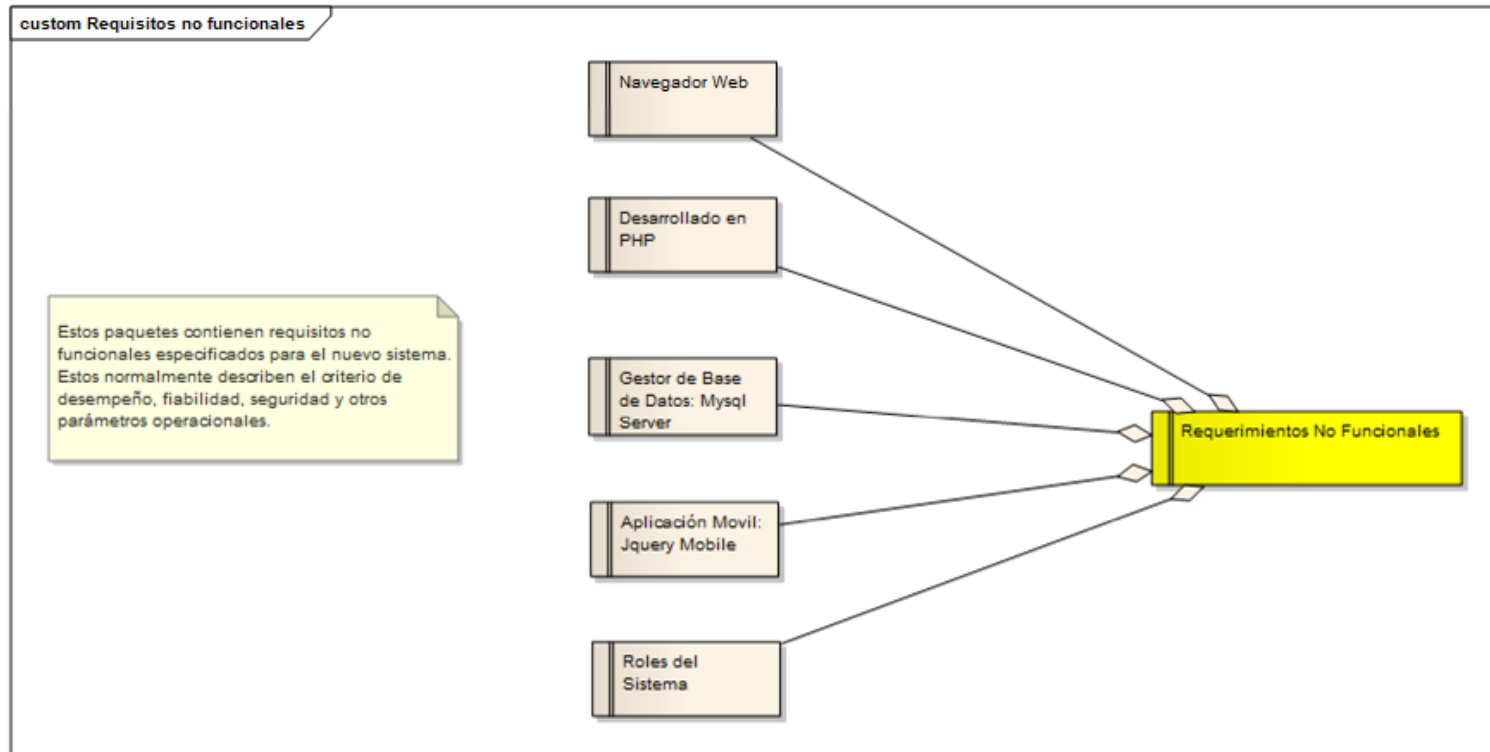 custom Requisitos no funcionales
Navegador Web
Desarrollado en
PHP
Estos paquetes contienen requisitos no
funcionales especificados para el nuevo sistema.
Estos normalmente describen el criterio de
desempeño, fiabilidad, seguridad y otros
parámetros operacionales.
Gestor de Base
de Datos: Mysql
Server
Requerimientos No Funcionales
Aplicación Movil:
Jquery Mobile
Roles del
Sistema